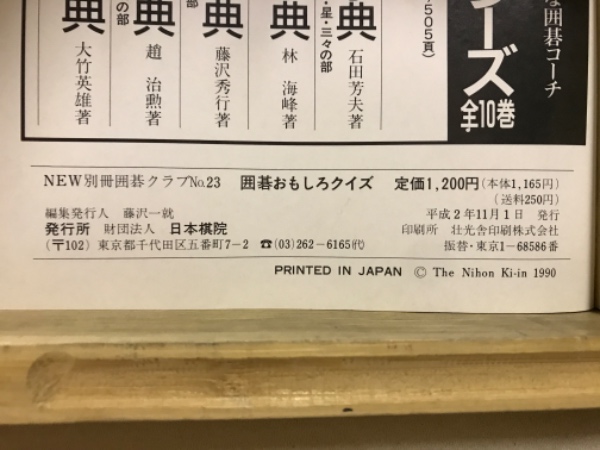 な囲碁コーチ
ーズ 全10巻
505頁)
典 石田芳夫著
・星・三々の部
典 林 海峰著
典 藤沢秀行著
の部
典 趙 治勲著
の部
典 大竹英雄著
NEW別冊囲碁クラブNo.23 囲碁おもしろクイズ 定価1,200円(本体1,165円)
(送料250円)
編集発行人 藤沢一就 平成2年11月1日 発行
発行所 財団法人 日本棋院 印刷所 壮光舎印刷株式会社
(〒102) 東京都千代田区五番町7-2 ☎(03)262-6165(代) 振替・東京1-68586番
PRINTED IN JAPAN © The Nihon Ki-in 1990